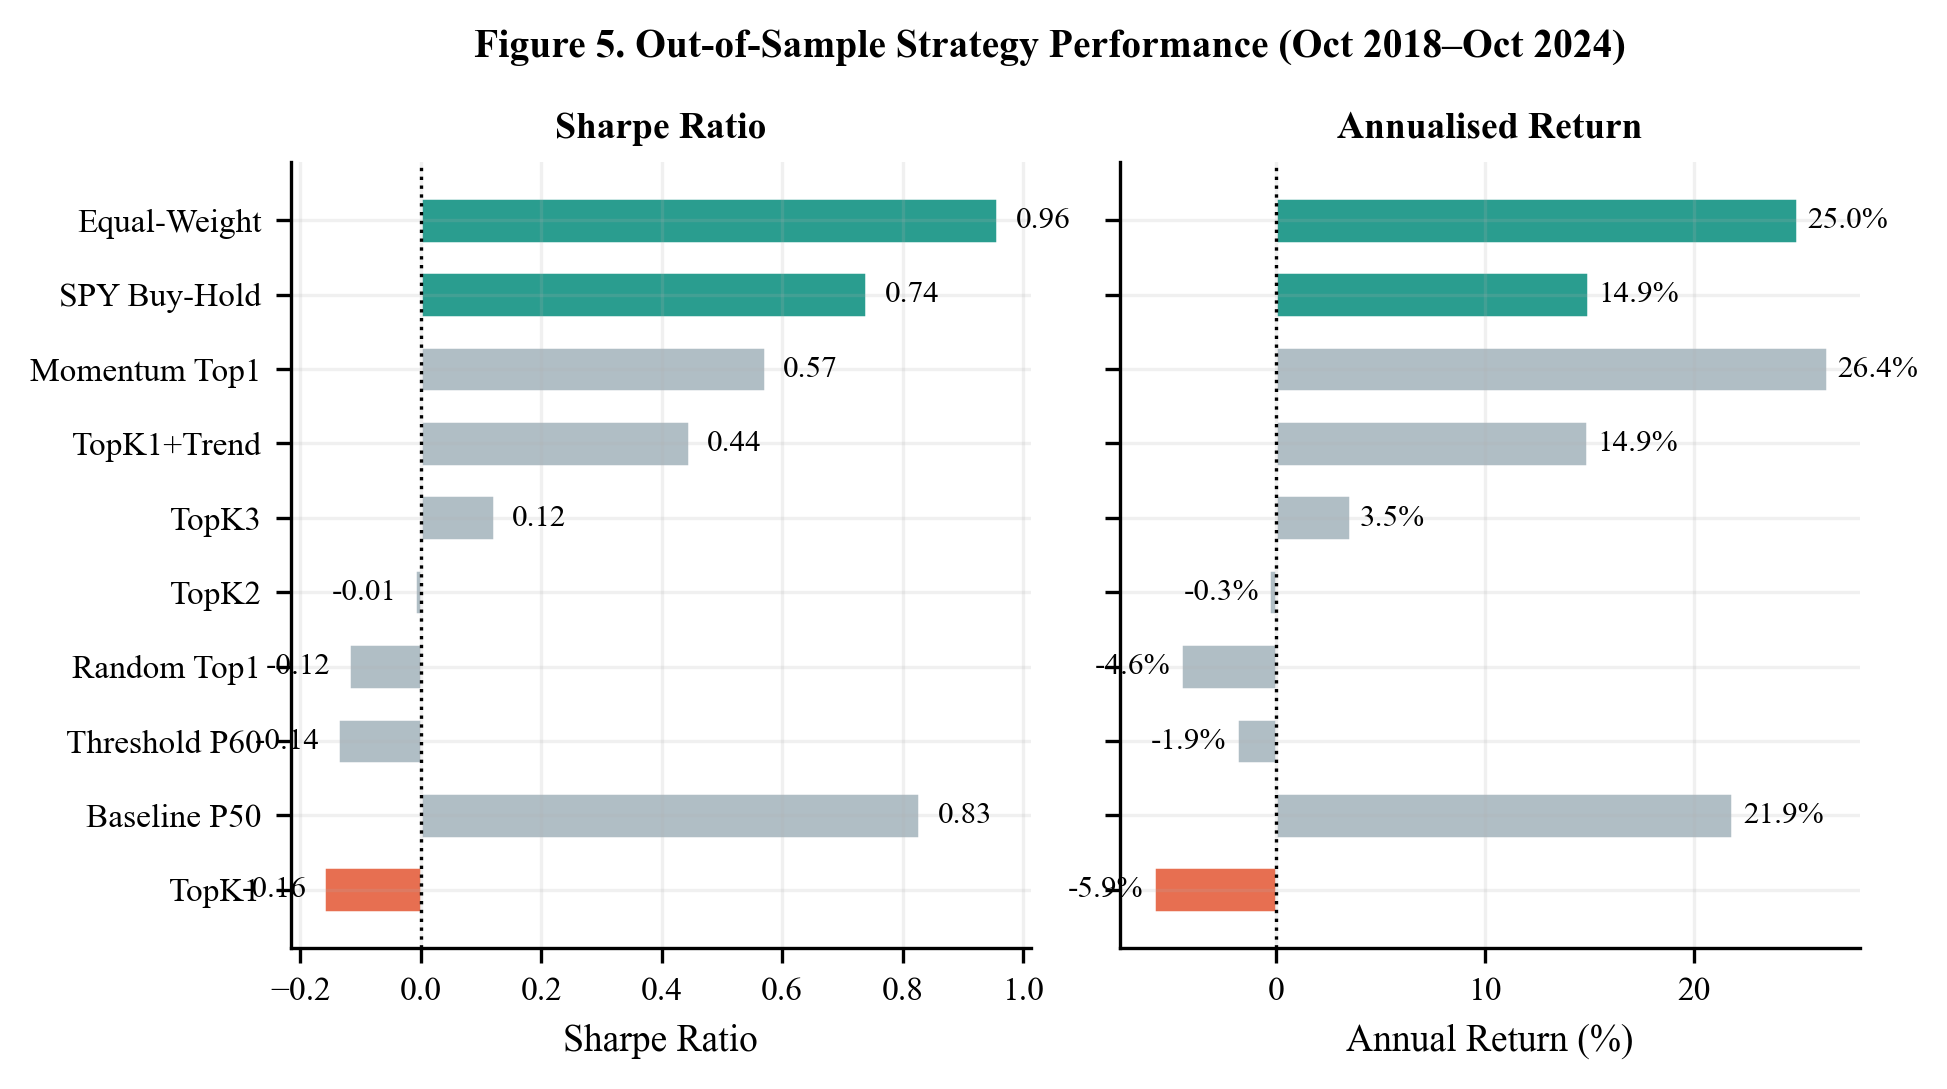 Figure 5. Out-of-Sample Strategy Performance (Oct 2018–Oct 2024)
Sharpe Ratio
Equal-Weight 0.96
SPY Buy-Hold 0.74
Momentum Top1 0.57
TopK1+Trend 0.44
TopK3 0.12
TopK2 -0.01
Random Top1 -0.12
Threshold P60 -0.14
Baseline P50 0.83
TopK1 -0.16
−0.2 0.0 0.2 0.4 0.6 0.8 1.0
Sharpe Ratio
Annualised Return
25.0%
14.9%
26.4%
14.9%
3.5%
-0.3%
-4.6%
-1.9%
21.9%
-5.9%
0 10 20
Annual Return (%)